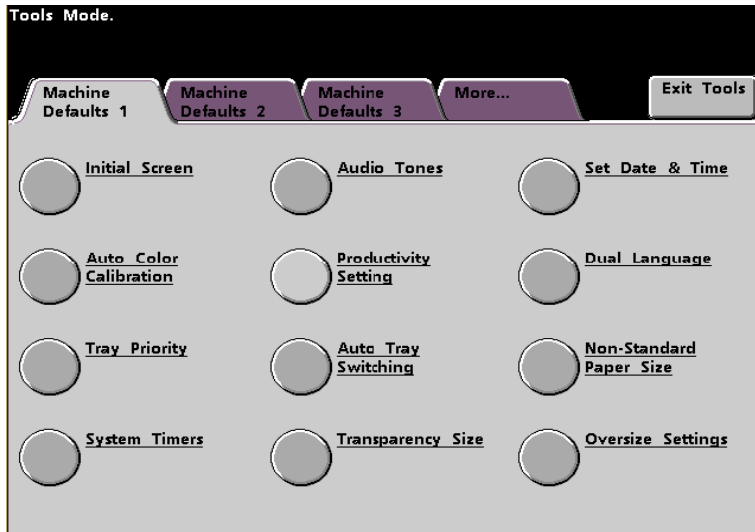 Tools Mode.
Machine
Defaults 1
Machine
Defaults 2
Machine
Defaults 3
More...
Exit Tools
Initial Screen
Audio Tones
Set Date & Time
Auto Color
Calibration
Productivity
Setting
Dual Language
Tray Priority
Auto Tray
Switching
Non-Standard
Paper Size
System Timers
Transparency Size
Oversize Settings